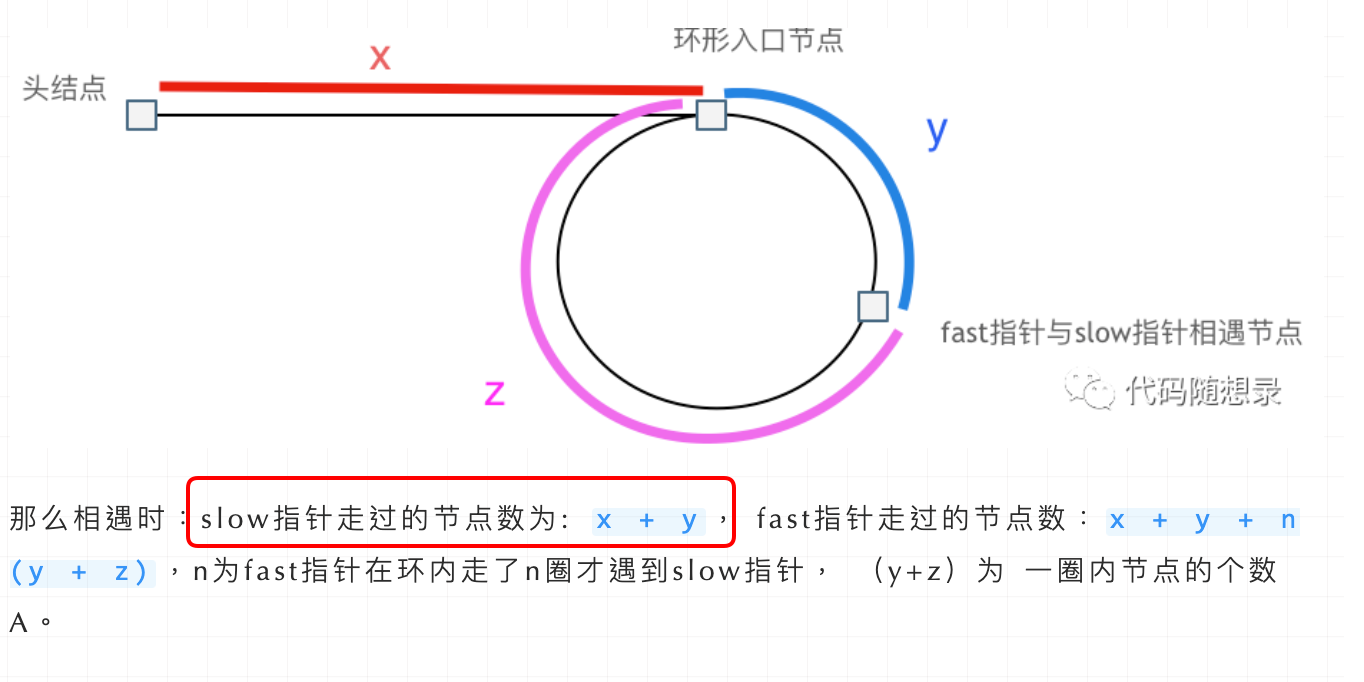 环形入口节点
x
头结点
y
fast指针与slow指针相遇节点
z
代码随想录
那么相遇时：slow指针走过的节点数为: x + y， fast指针走过的节点数：x + y + n
(y + z)，n为fast指针在环内走了n圈才遇到slow指针， （y+z）为 一圈内节点的个数
A。